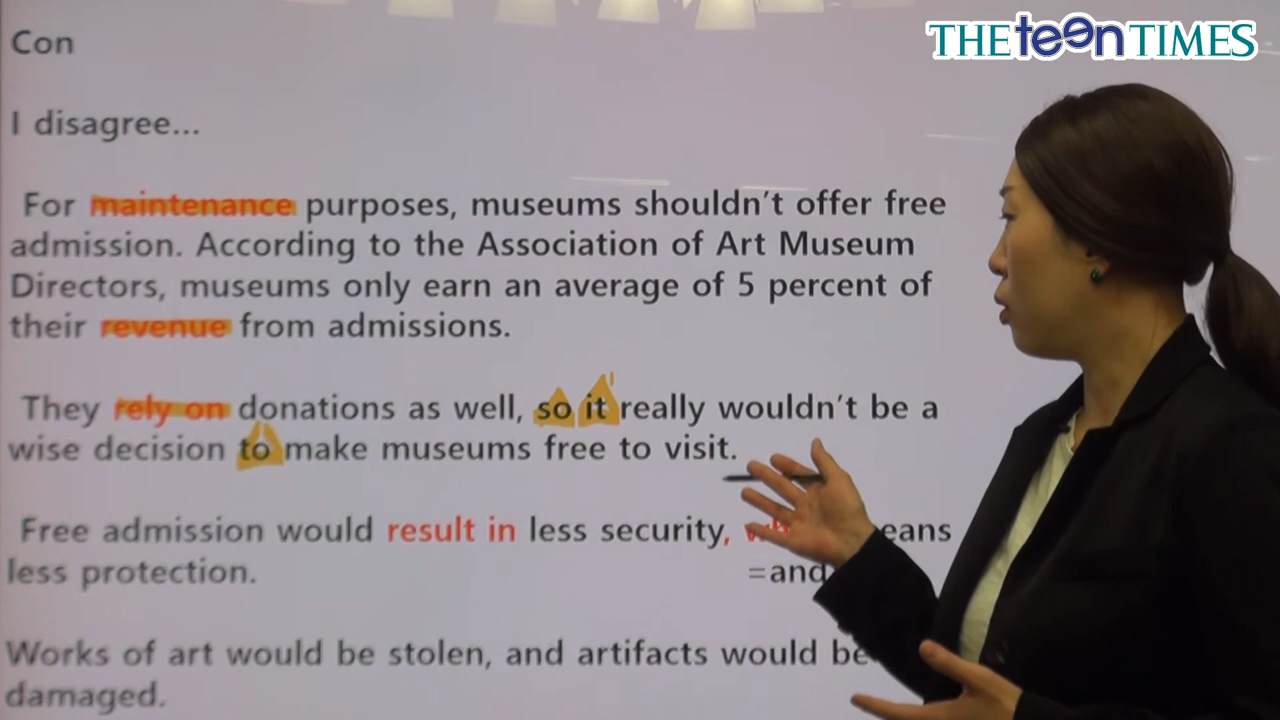 THE teen TIMES
Con
I disagree...
For maintenance purposes, museums shouldn't offer free
admission. According to the Association of Art Museum
Directors, museums only earn an average of 5 percent of
their revenue from admissions.
They rely on donations as well, so it really wouldn't be a
wise decision to make museums free to visit.
Free admission would result in less security,
less protection.
=and
Works of art would be stolen, and artifacts would be
damaged.